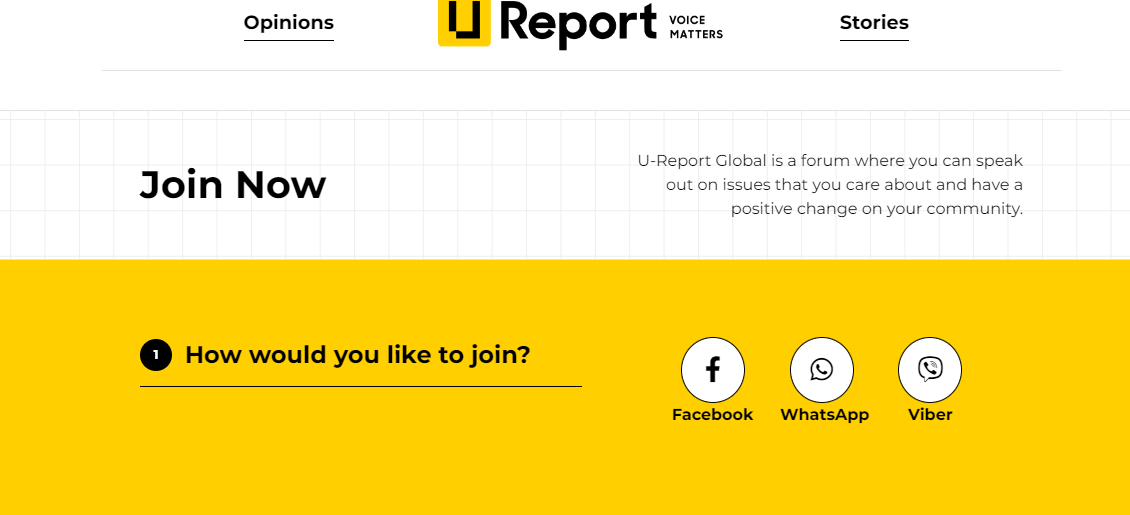 Opinions
U Report
VOICE
MATTERS
Stories
Join Now
U-Report Global is a forum where you can speak
out on issues that you care about and have a
positive change on your community.
1 How would you like to join?
Facebook
WhatsApp
Viber